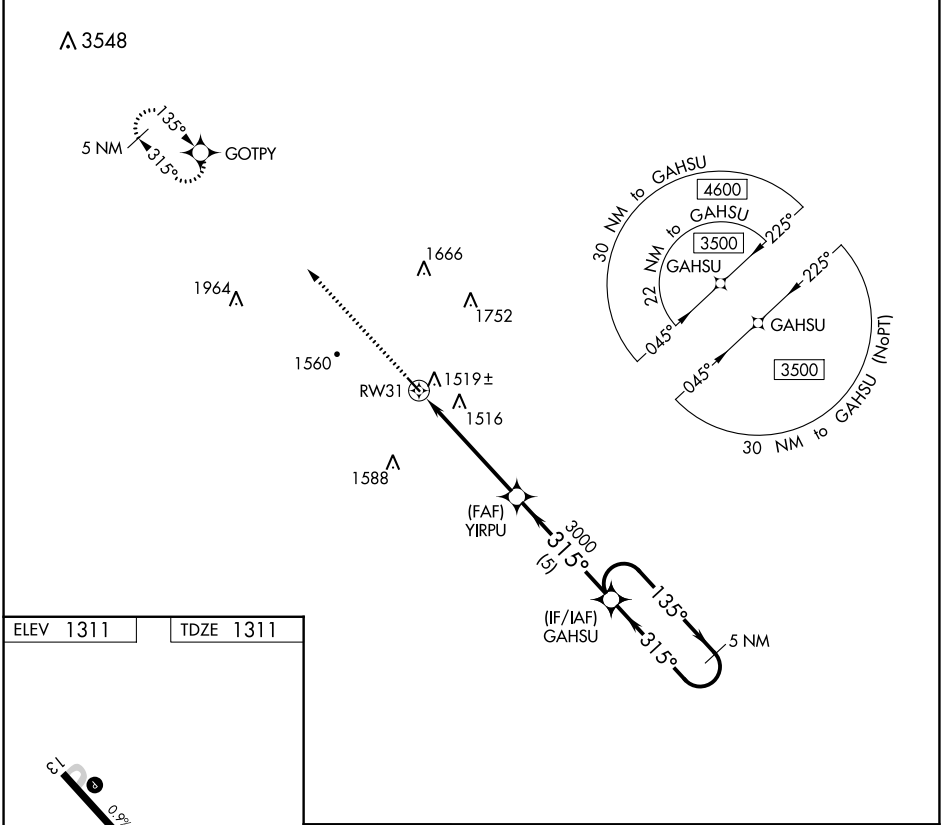 3548
135°
5 NM
315°
GOTPY
30 NM to GAHSU
4600
22 NM to GAHSU
3500
GAHSU
225°
045°
225°
GAHSU
3500
045°
30 NM to GAHSU (NoPT)
1666
1964
1752
1560
RW31
1519±
1516
1588
(FAF)
YIRPU
3000
315°
(5)
(IF/IAF)
GAHSU
135°
315°
5 NM
ELEV 1311
TDZE 1311
13
P
0.9%